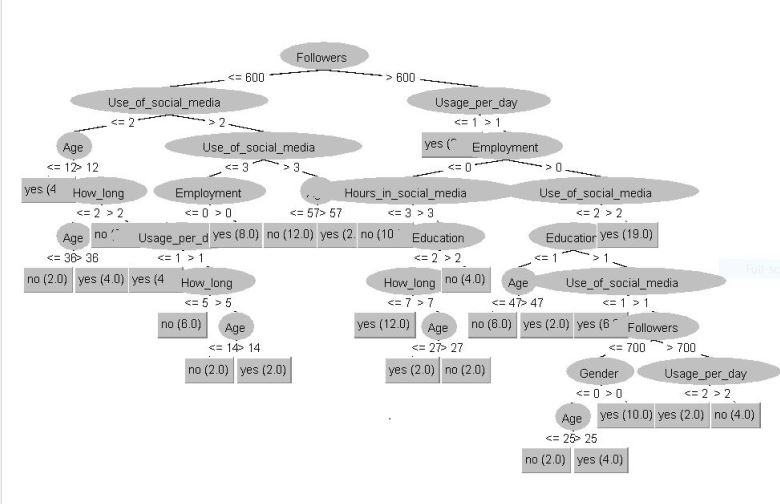 Followers
<= 600 > 600
Use_of_social_media Usage_per_day
<= 2 > 2 <= 1 > 1
Age Use_of_social_media yes ( Employment
<= 12 > 12 <= 3 > 3 <= 0 > 0
yes (4 How_long Employment Hours_in_social_media Use_of_social_media
<= 2 > 2 <= 0 > 0 <= 57 > 57 <= 3 > 3 <= 2 > 2
Age no Usage_per_d yes (8.0) no (12.0) yes (2. no (10 Education Education yes (19.0)
<= 36 > 36 <= 1 > 1 <= 2 > 2 <= 1 > 1
no (2.0) yes (4.0) yes (4 How_long How_long no (4.0) Age Use_of_social_media
<= 5 > 5 <= 7 > 7 <= 47 > 47 <= 1 > 1
no (6.0) Age yes (12.0) Age no (6.0) yes (2.0) yes (6 Followers
<= 14 > 14 <= 27 > 27 <= 700 > 700
no (2.0) yes (2.0) yes (2.0) no (2.0) Gender Usage_per_day
<= 0 > 0 <= 2 > 2
Age yes (10.0) yes (2.0) no (4.0)
<= 25 > 25
no (2.0) yes (4.0)